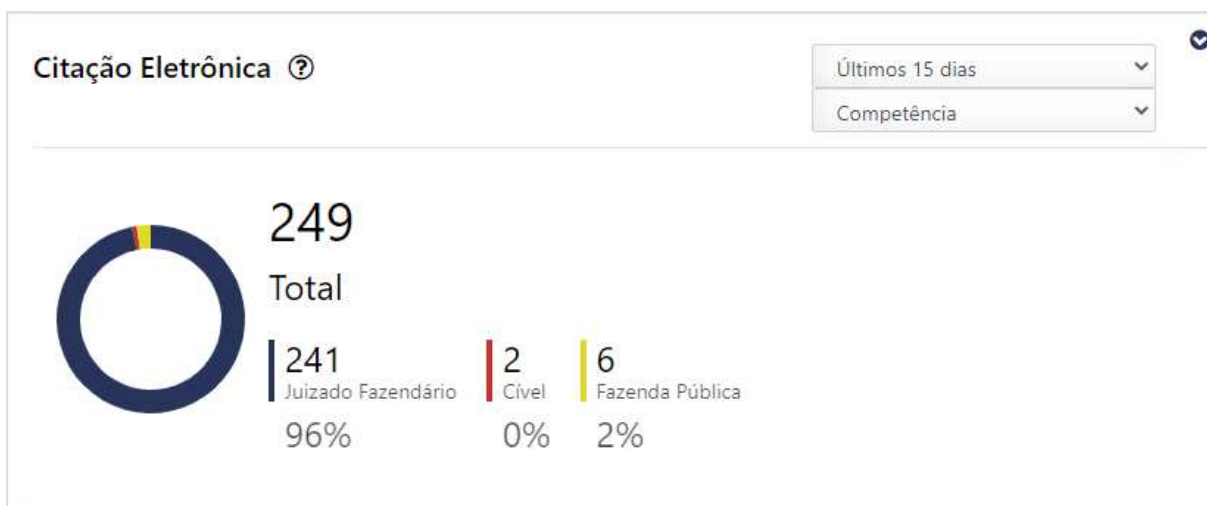 Citação Eletrônica ?
Últimos 15 dias
Competência
249
Total
241 2 6
Juizado Fazendário Cível Fazenda Pública
96% 0% 2%